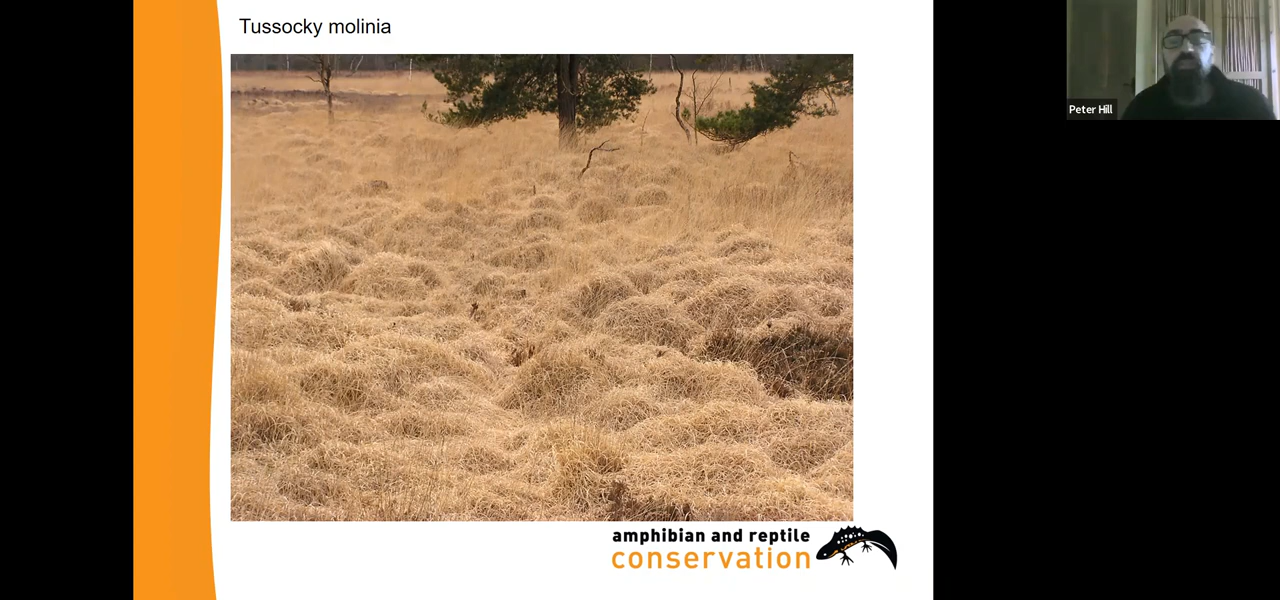 Tussocky molinia
Peter Hill
amphibian and reptile
conservation